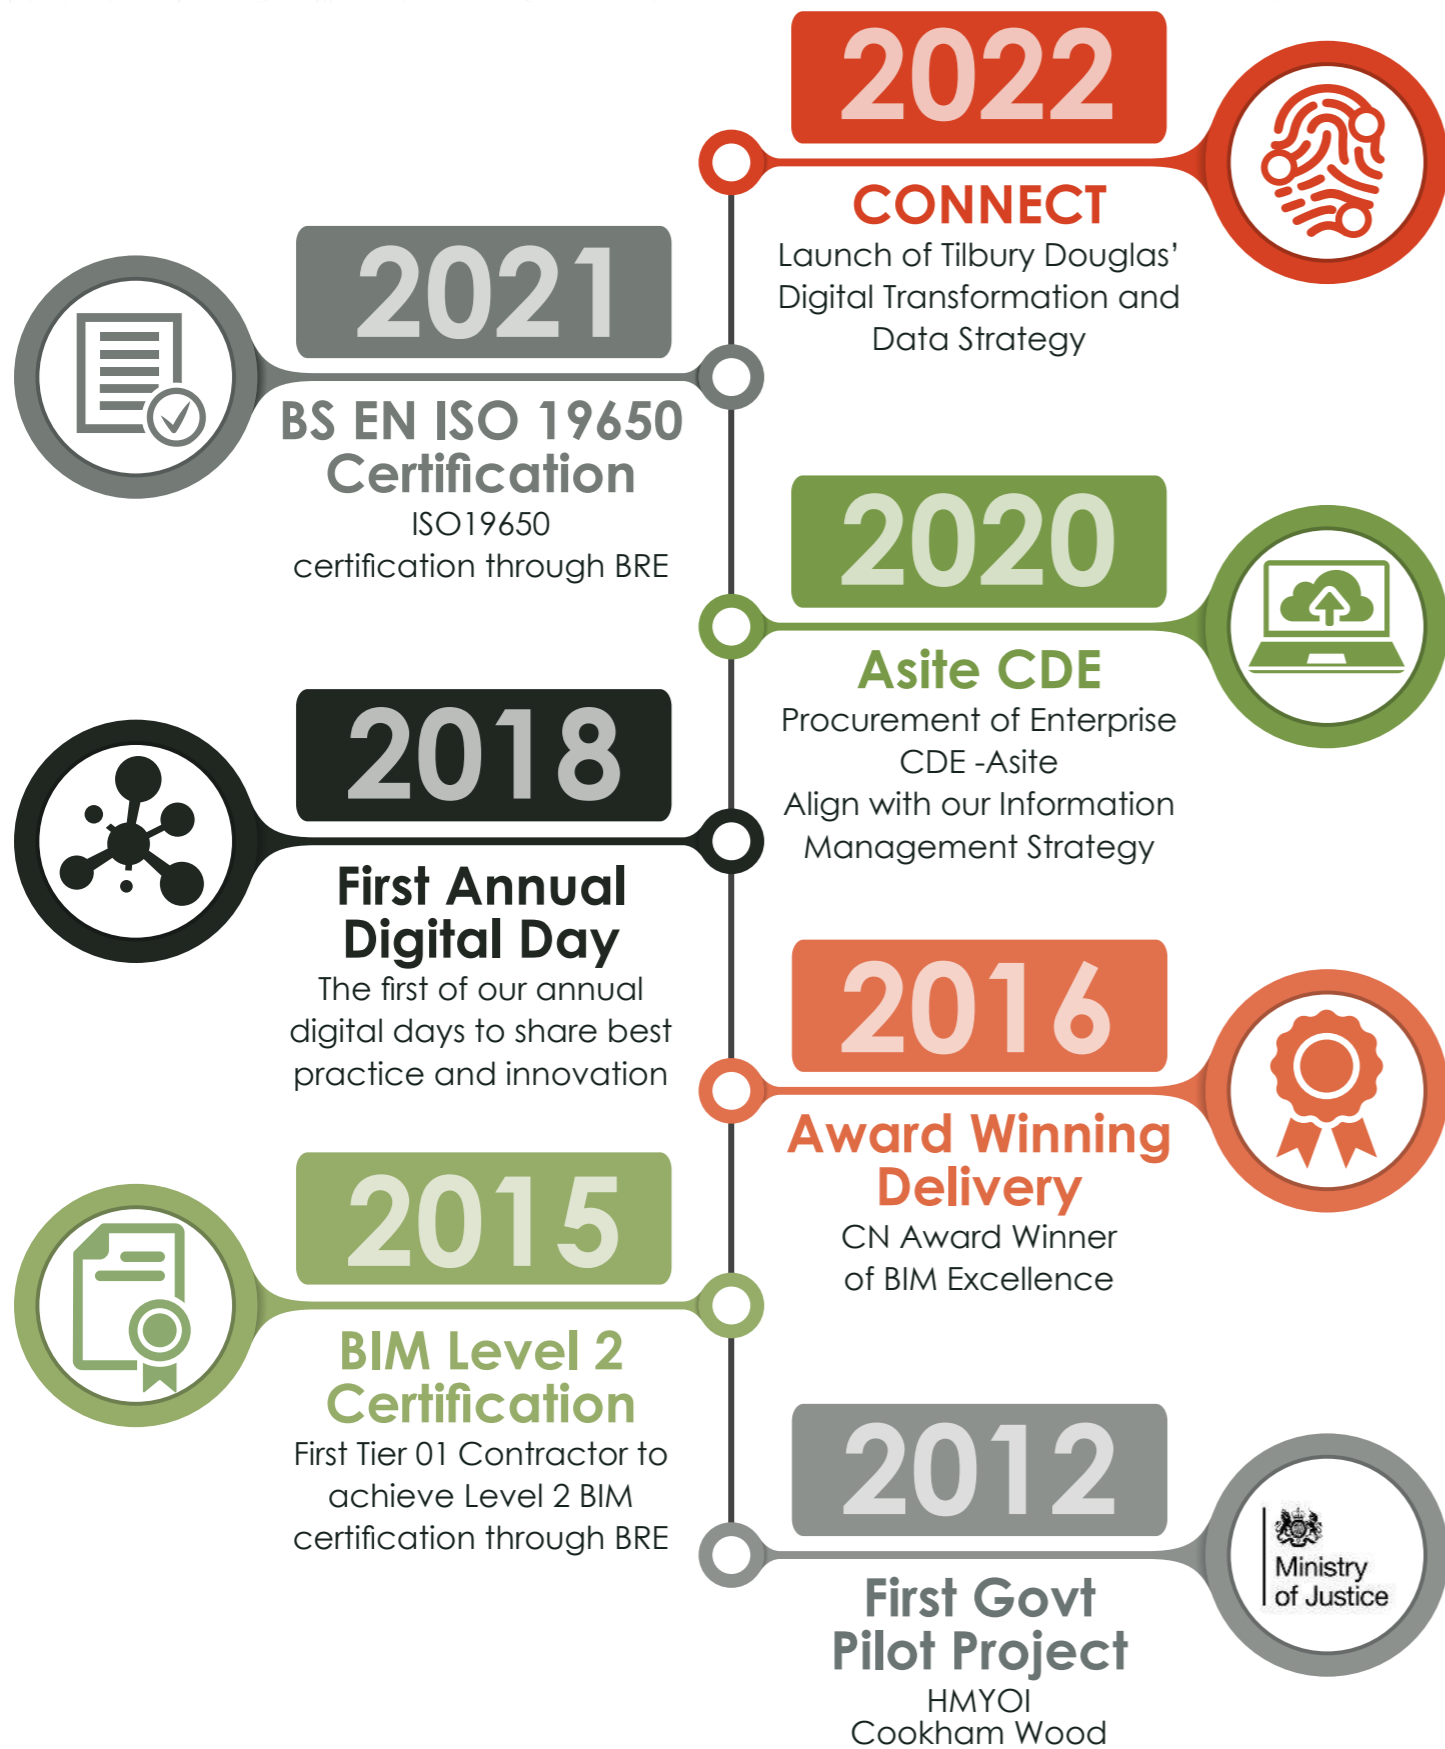 2022
CONNECT
Launch of Tilbury Douglas’
Digital Transformation and
Data Strategy
2021
BS EN ISO 19650
Certification
ISO19650
certification through BRE
2020
Asite CDE
Procurement of Enterprise
CDE -Asite
Align with our Information
Management Strategy
2018
First Annual
Digital Day
The first of our annual
digital days to share best
practice and innovation
2016
Award Winning
Delivery
CN Award Winner
of BIM Excellence
2015
BIM Level 2
Certification
First Tier 01 Contractor to
achieve Level 2 BIM
certification through BRE
2012
First Govt
Pilot Project
HMYOI
Cookham Wood
Ministry
of Justice